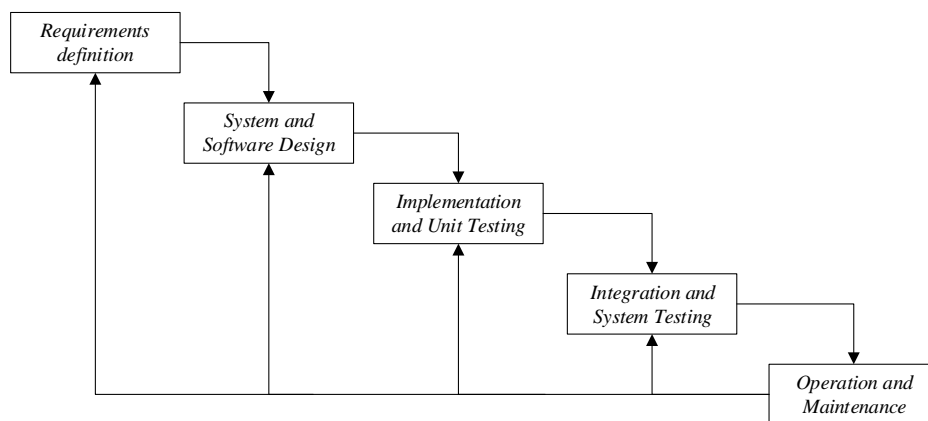 Requirements
definition
System and
Software Design
Implementation
and Unit Testing
Integration and
System Testing
Operation and
Maintenance